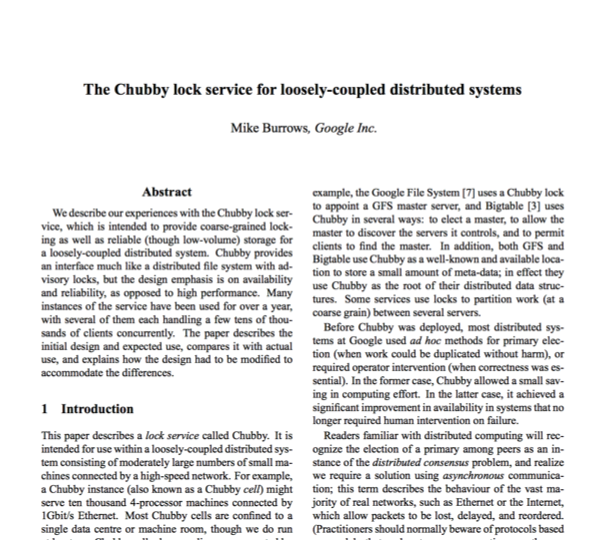 The Chubby lock service for loosely-coupled distributed systems
Mike Burrows, Google Inc.
Abstract
We describe our experiences with the Chubby lock ser-
vice, which is intended to provide coarse-grained lock-
ing as well as reliable (though low-volume) storage for
a loosely-coupled distributed system. Chubby provides
an interface much like a distributed file system with ad-
visory locks, but the design emphasis is on availability
and reliability, as opposed to high performance. Many
instances of the service have been used for over a year,
with several of them each handling a few tens of thou-
sands of clients concurrently. The paper describes the
initial design and expected use, compares it with actual
use, and explains how the design had to be modified to
accommodate the differences.
1 Introduction
This paper describes a lock service called Chubby. It is
intended for use within a loosely-coupled distributed sys-
tem consisting of moderately large numbers of small ma-
chines connected by a high-speed network. For example,
a Chubby instance (also known as a Chubby cell) might
serve ten thousand 4-processor machines connected by
1Gbit/s Ethernet. Most Chubby cells are confined to a
single data centre or machine room, though we do run
example, the Google File System [7] uses a Chubby lock
to appoint a GFS master server, and Bigtable [3] uses
Chubby in several ways: to elect a master, to allow the
master to discover the servers it controls, and to permit
clients to find the master. In addition, both GFS and
Bigtable use Chubby as a well-known and available loca-
tion to store a small amount of meta-data; in effect they
use Chubby as the root of their distributed data struc-
tures. Some services use locks to partition work (at a
coarse grain) between several servers.
Before Chubby was deployed, most distributed sys-
tems at Google used ad hoc methods for primary elec-
tion (when work could be duplicated without harm), or
required operator intervention (when correctness was es-
sential). In the former case, Chubby allowed a small sav-
ing in computing effort. In the latter case, it achieved a
significant improvement in availability in systems that no
longer required human intervention on failure.
Readers familiar with distributed computing will rec-
ognize the election of a primary among peers as an in-
stance of the distributed consensus problem, and realize
we require a solution using asynchronous communica-
tion; this term describes the behaviour of the vast ma-
jority of real networks, such as Ethernet or the Internet,
which allow packets to be lost, delayed, and reordered.
(Practitioners should normally beware of protocols based